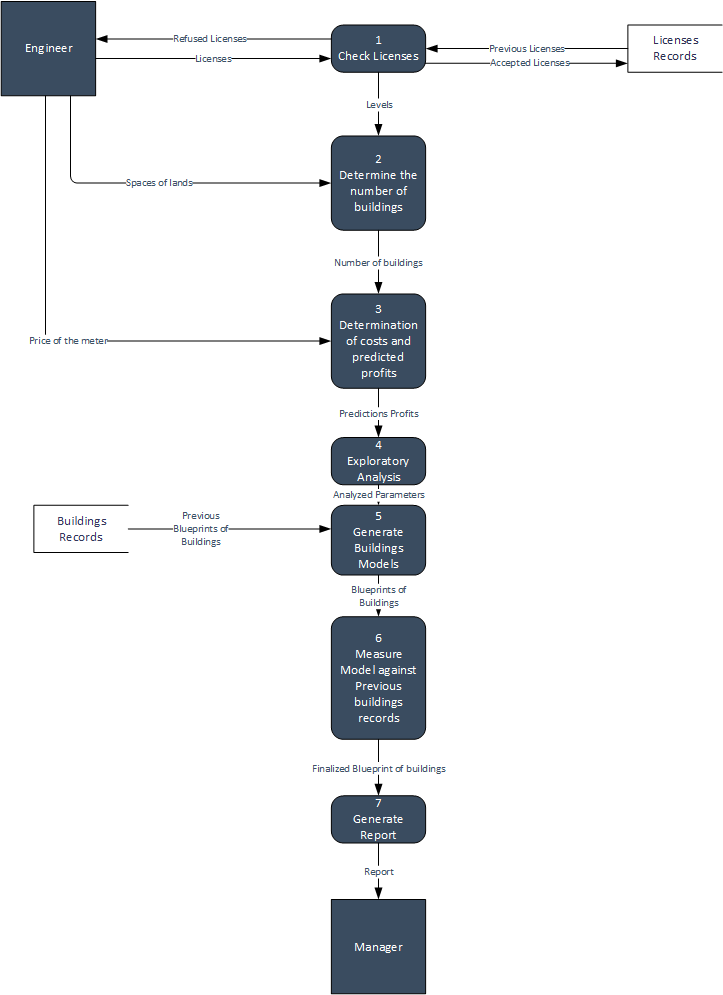 Engineer
Refused Licenses
Licenses
1
Check Licenses
Previous Licenses
Accepted Licenses
Licenses
Records
Levels
2
Determine the
number of
buildings
Spaces of lands
Number of buildings
3
Determination
of costs and
predicted
profits
Price of the meter
Predictions Profits
4
Exploratory
Analysis
Analyzed Parameters
Buildings
Records
Previous
Blueprints of
Buildings
5
Generate
Buildings
Models
Blueprints of
Buildings
6
Measure
Model against
Previous
buildings
records
Finalized Blueprint of buildings
7
Generate
Report
Report
Manager